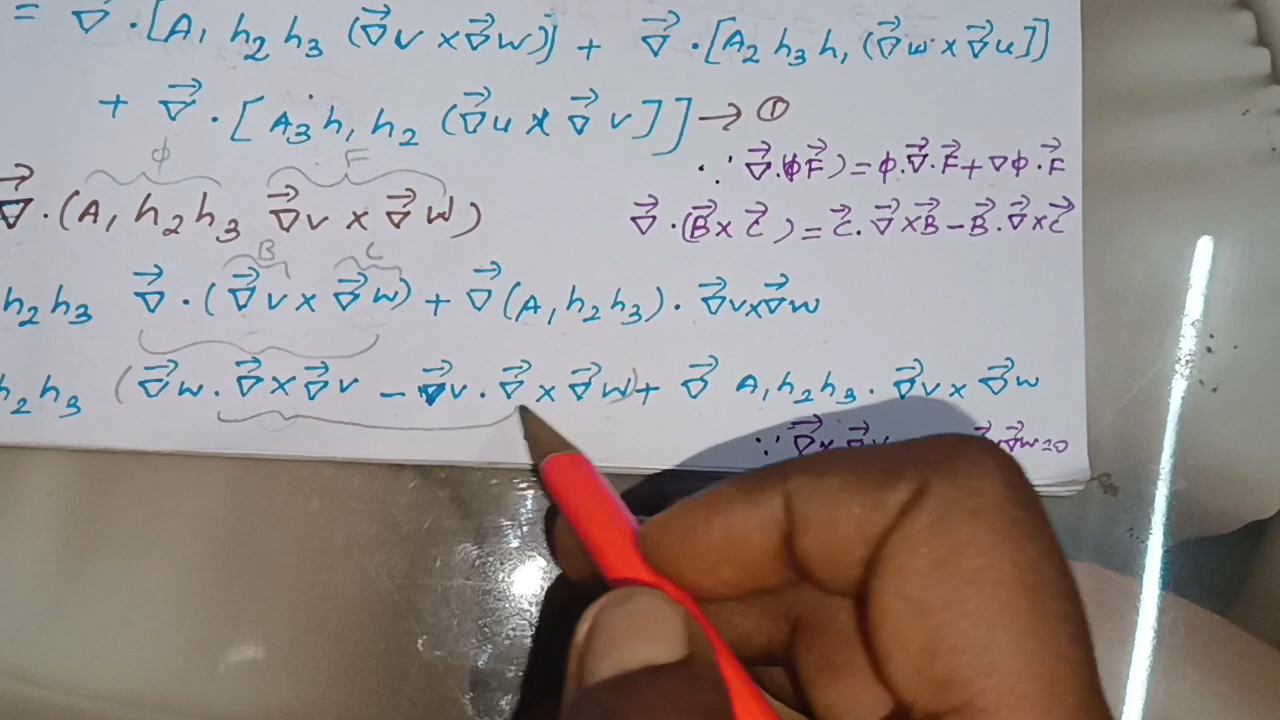 = ∇⃗ · [A₁ h₂ h₃ (∇⃗v × ∇⃗w)] + ∇⃗ · [A₂ h₃ h₁ (∇⃗w × ∇⃗u]]
+ ∇⃗ · [A₃ h₁ h₂ (∇⃗u × ∇⃗v]] → ①
ϕ F
∵ ∇⃗.(ϕF⃗) = ϕ.∇⃗.F⃗ + ∇ϕ.F⃗
∇⃗ · (A₁ h₂ h₃ ∇⃗v × ∇⃗w)
∇⃗ · (B⃗ × C⃗) = C⃗. ∇⃗×B⃗ − B⃗. ∇⃗×C⃗
B C
h₂ h₃ ∇⃗ · (∇⃗v × ∇⃗w) + ∇⃗(A₁ h₂ h₃) · ∇⃗v×∇⃗w
h₂ h₃ (∇⃗w · ∇⃗ × ∇⃗v − ∇⃗v · ∇⃗ × ∇⃗w) + ∇⃗ A₁ h₂ h₃ · ∇⃗v × ∇⃗w
∵ ∇⃗× ∇⃗w=0